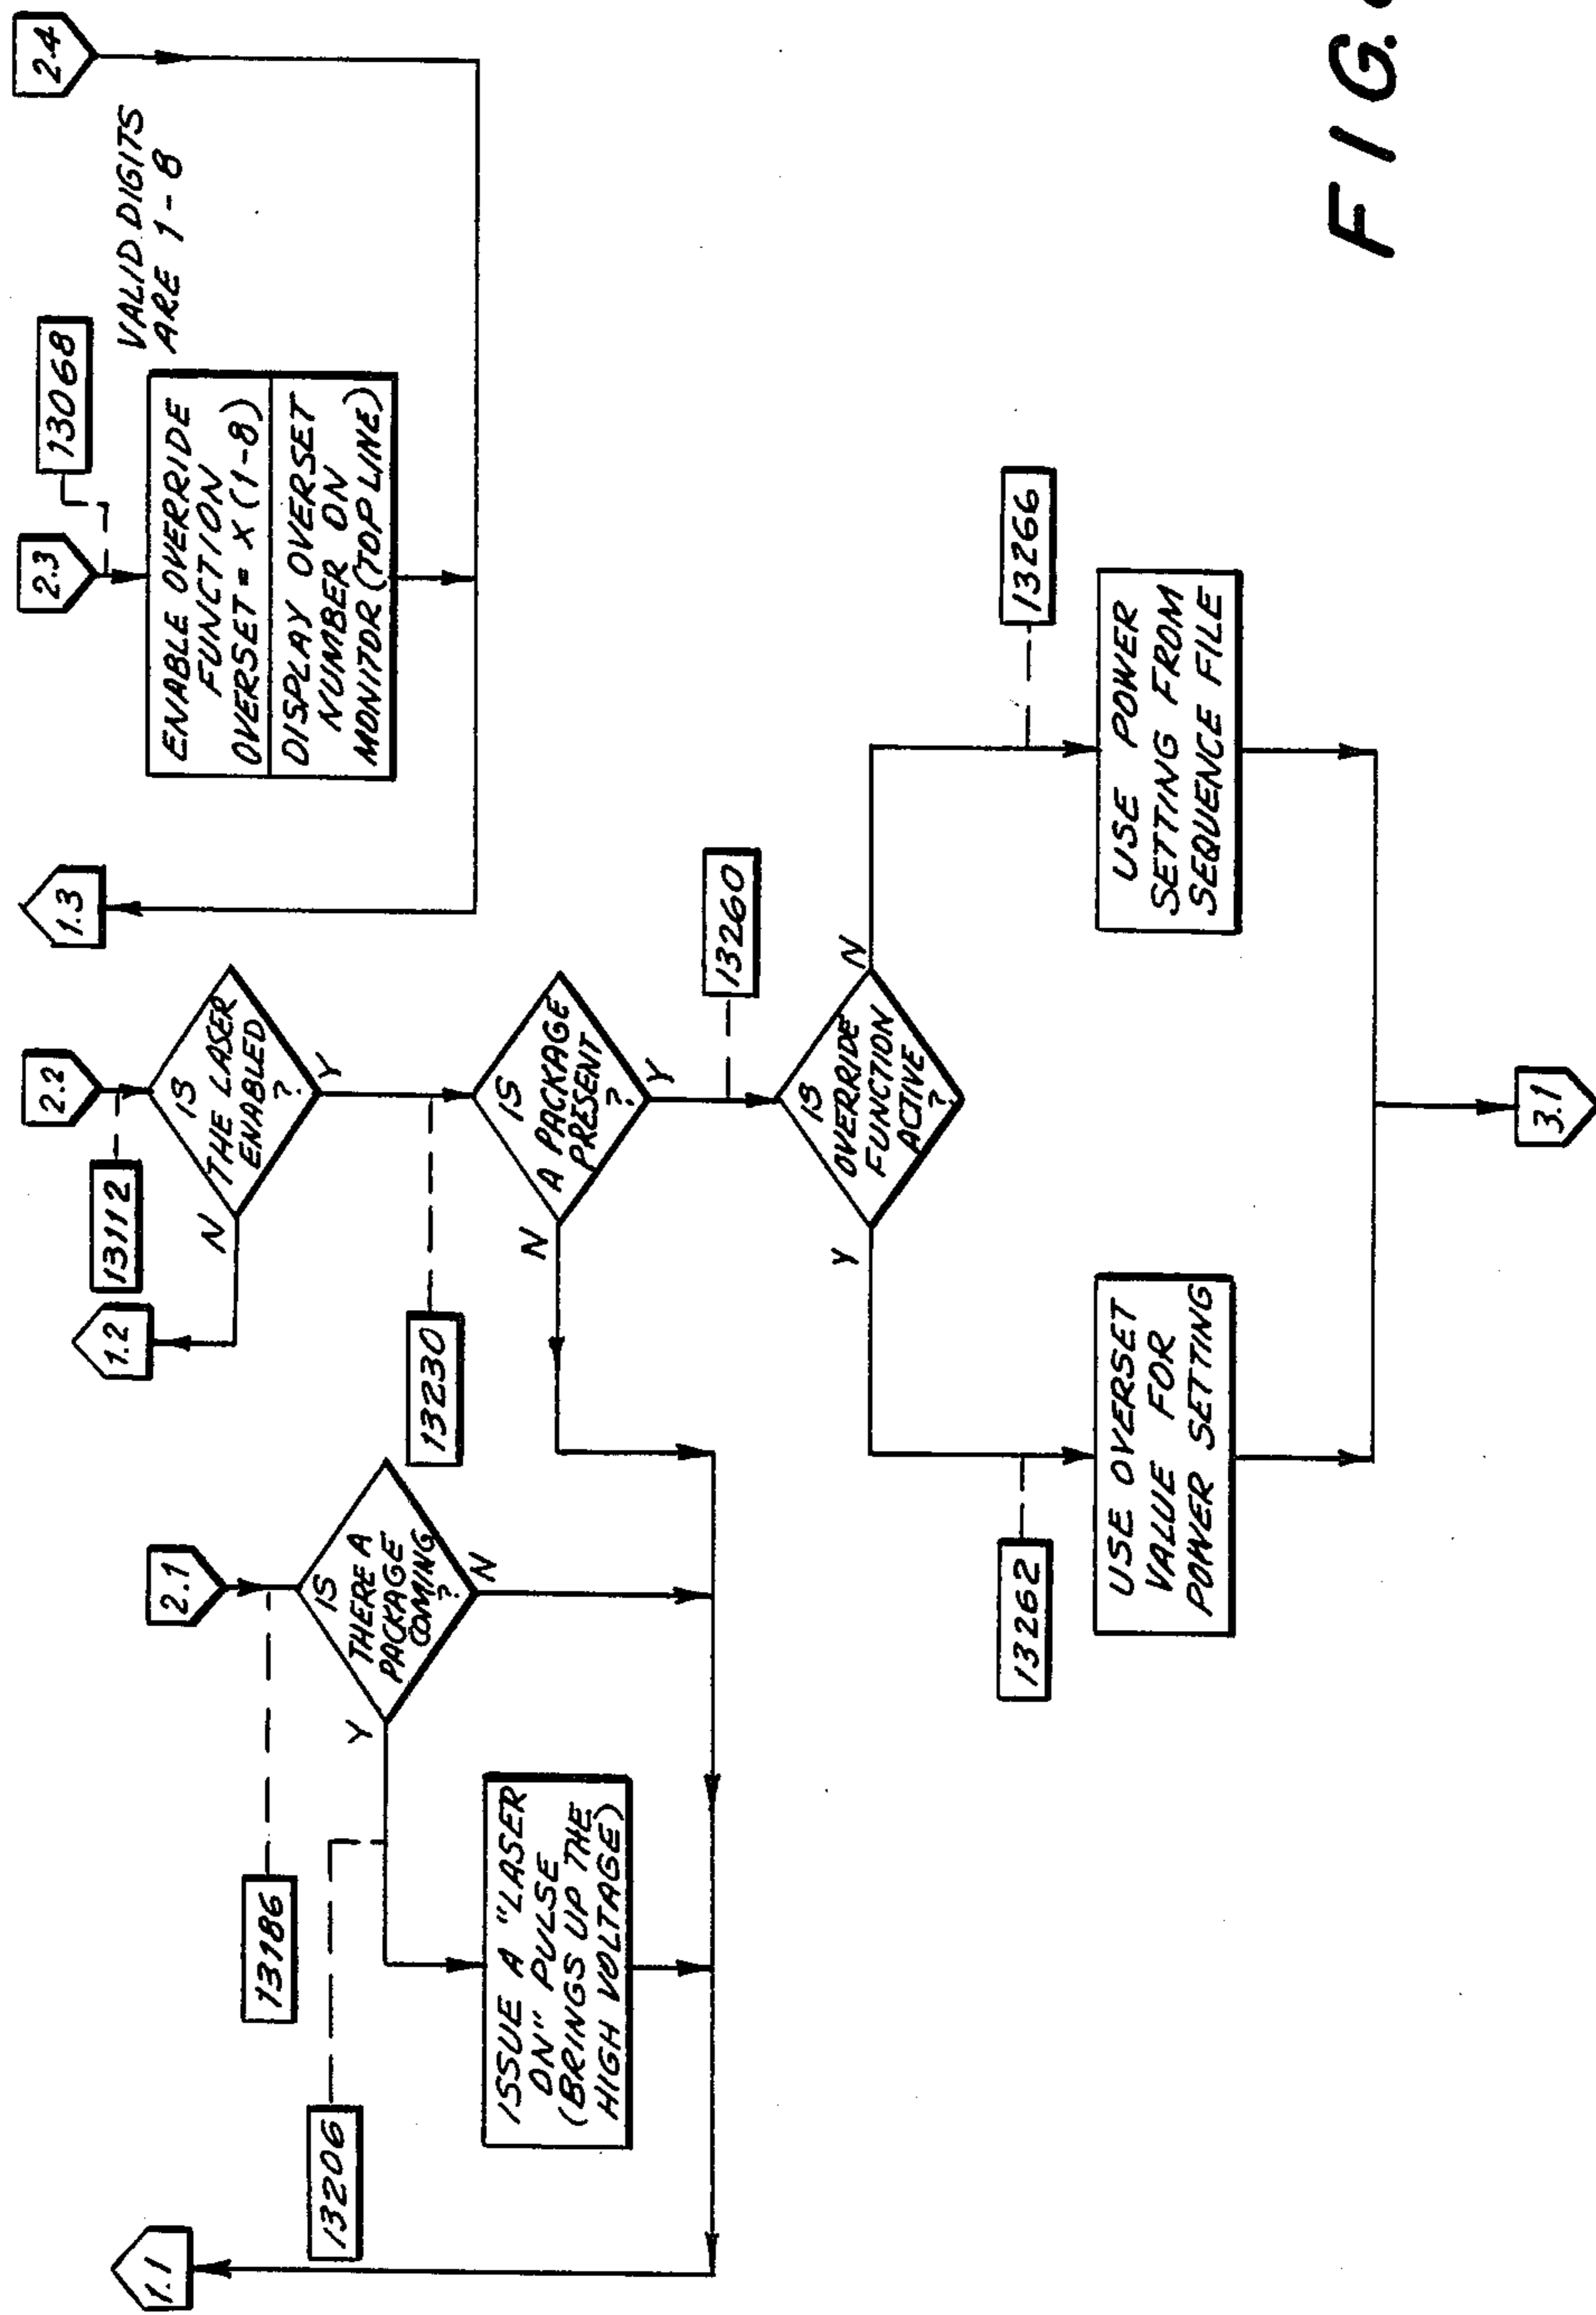 1.1
13206
13186
2.1
IS
THERE A
PACKAGE
COMING
?
Y
N
ISSUE A "LASER
ON" PULSE
(BRINGS UP THE
HIGH VOLTAGE)
1.2
13112
2.2
IS
THE LASER
ENABLED
?
N
Y
13230
IS
A PACKAGE
PRESENT
?
N
Y
13260
IS
OVERRIDE
FUNCTION
ACTIVE
?
Y
N
13262
USE OVERSET
VALUE FOR
POWER SETTING
13266
USE POWER
SETTING FROM
SEQUENCE FILE
3.1
1.3
2.3
13068
VALID DIGITS
ARE 1-8
ENABLE OVERRIDE
FUNCTION
OVERSET = X (1-8)
DISPLAY OVERSET
NUMBER ON
MONITOR (TOP LINE)
2.4
FIG.